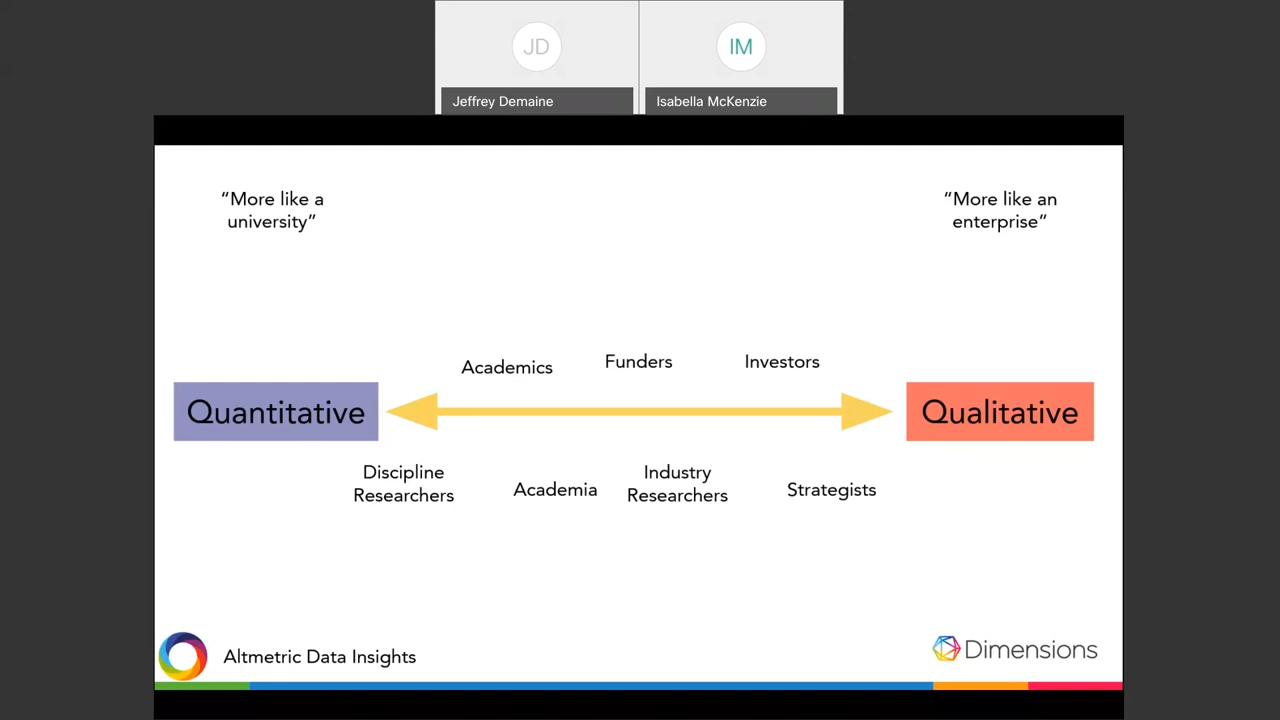 JD
IM
Jeffrey Demaine
Isabella McKenzie
“More like a
university”
“More like an
enterprise”
Academics
Funders
Investors
Quantitative
Qualitative
Discipline
Researchers
Academia
Industry
Researchers
Strategists
Altmetric Data Insights
Dimensions